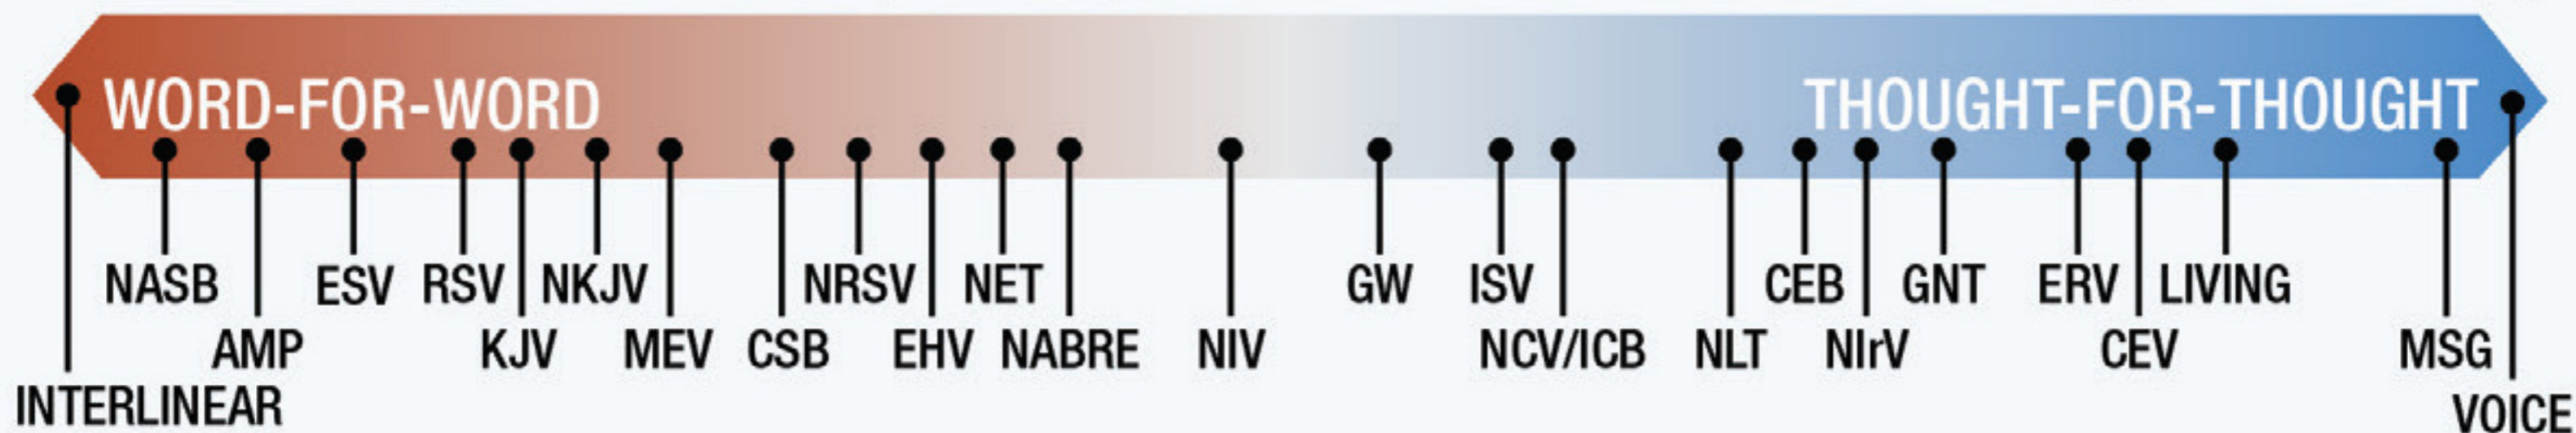 WORD-FOR-WORD THOUGHT-FOR-THOUGHT
NASB ESV RSV NKJV NRSV NET GW ISV CEB GNT ERV LIVING
AMP KJV MEV CSB EHV NABRE NIV NCV/ICB NLT NIrV CEV MSG
INTERLINEAR VOICE